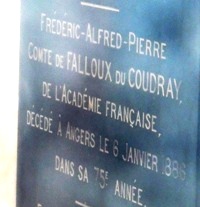 FRÉDÉRIC-ALFRED-PIERRE
COMTE DE FALLOUX DU COUDRAY,
DE L'ACADÉMIE FRANÇAISE,
DÉCÉDÉ À ANGERS LE 6 JANVIER 1886
DANS SA 75E ANNÉE,